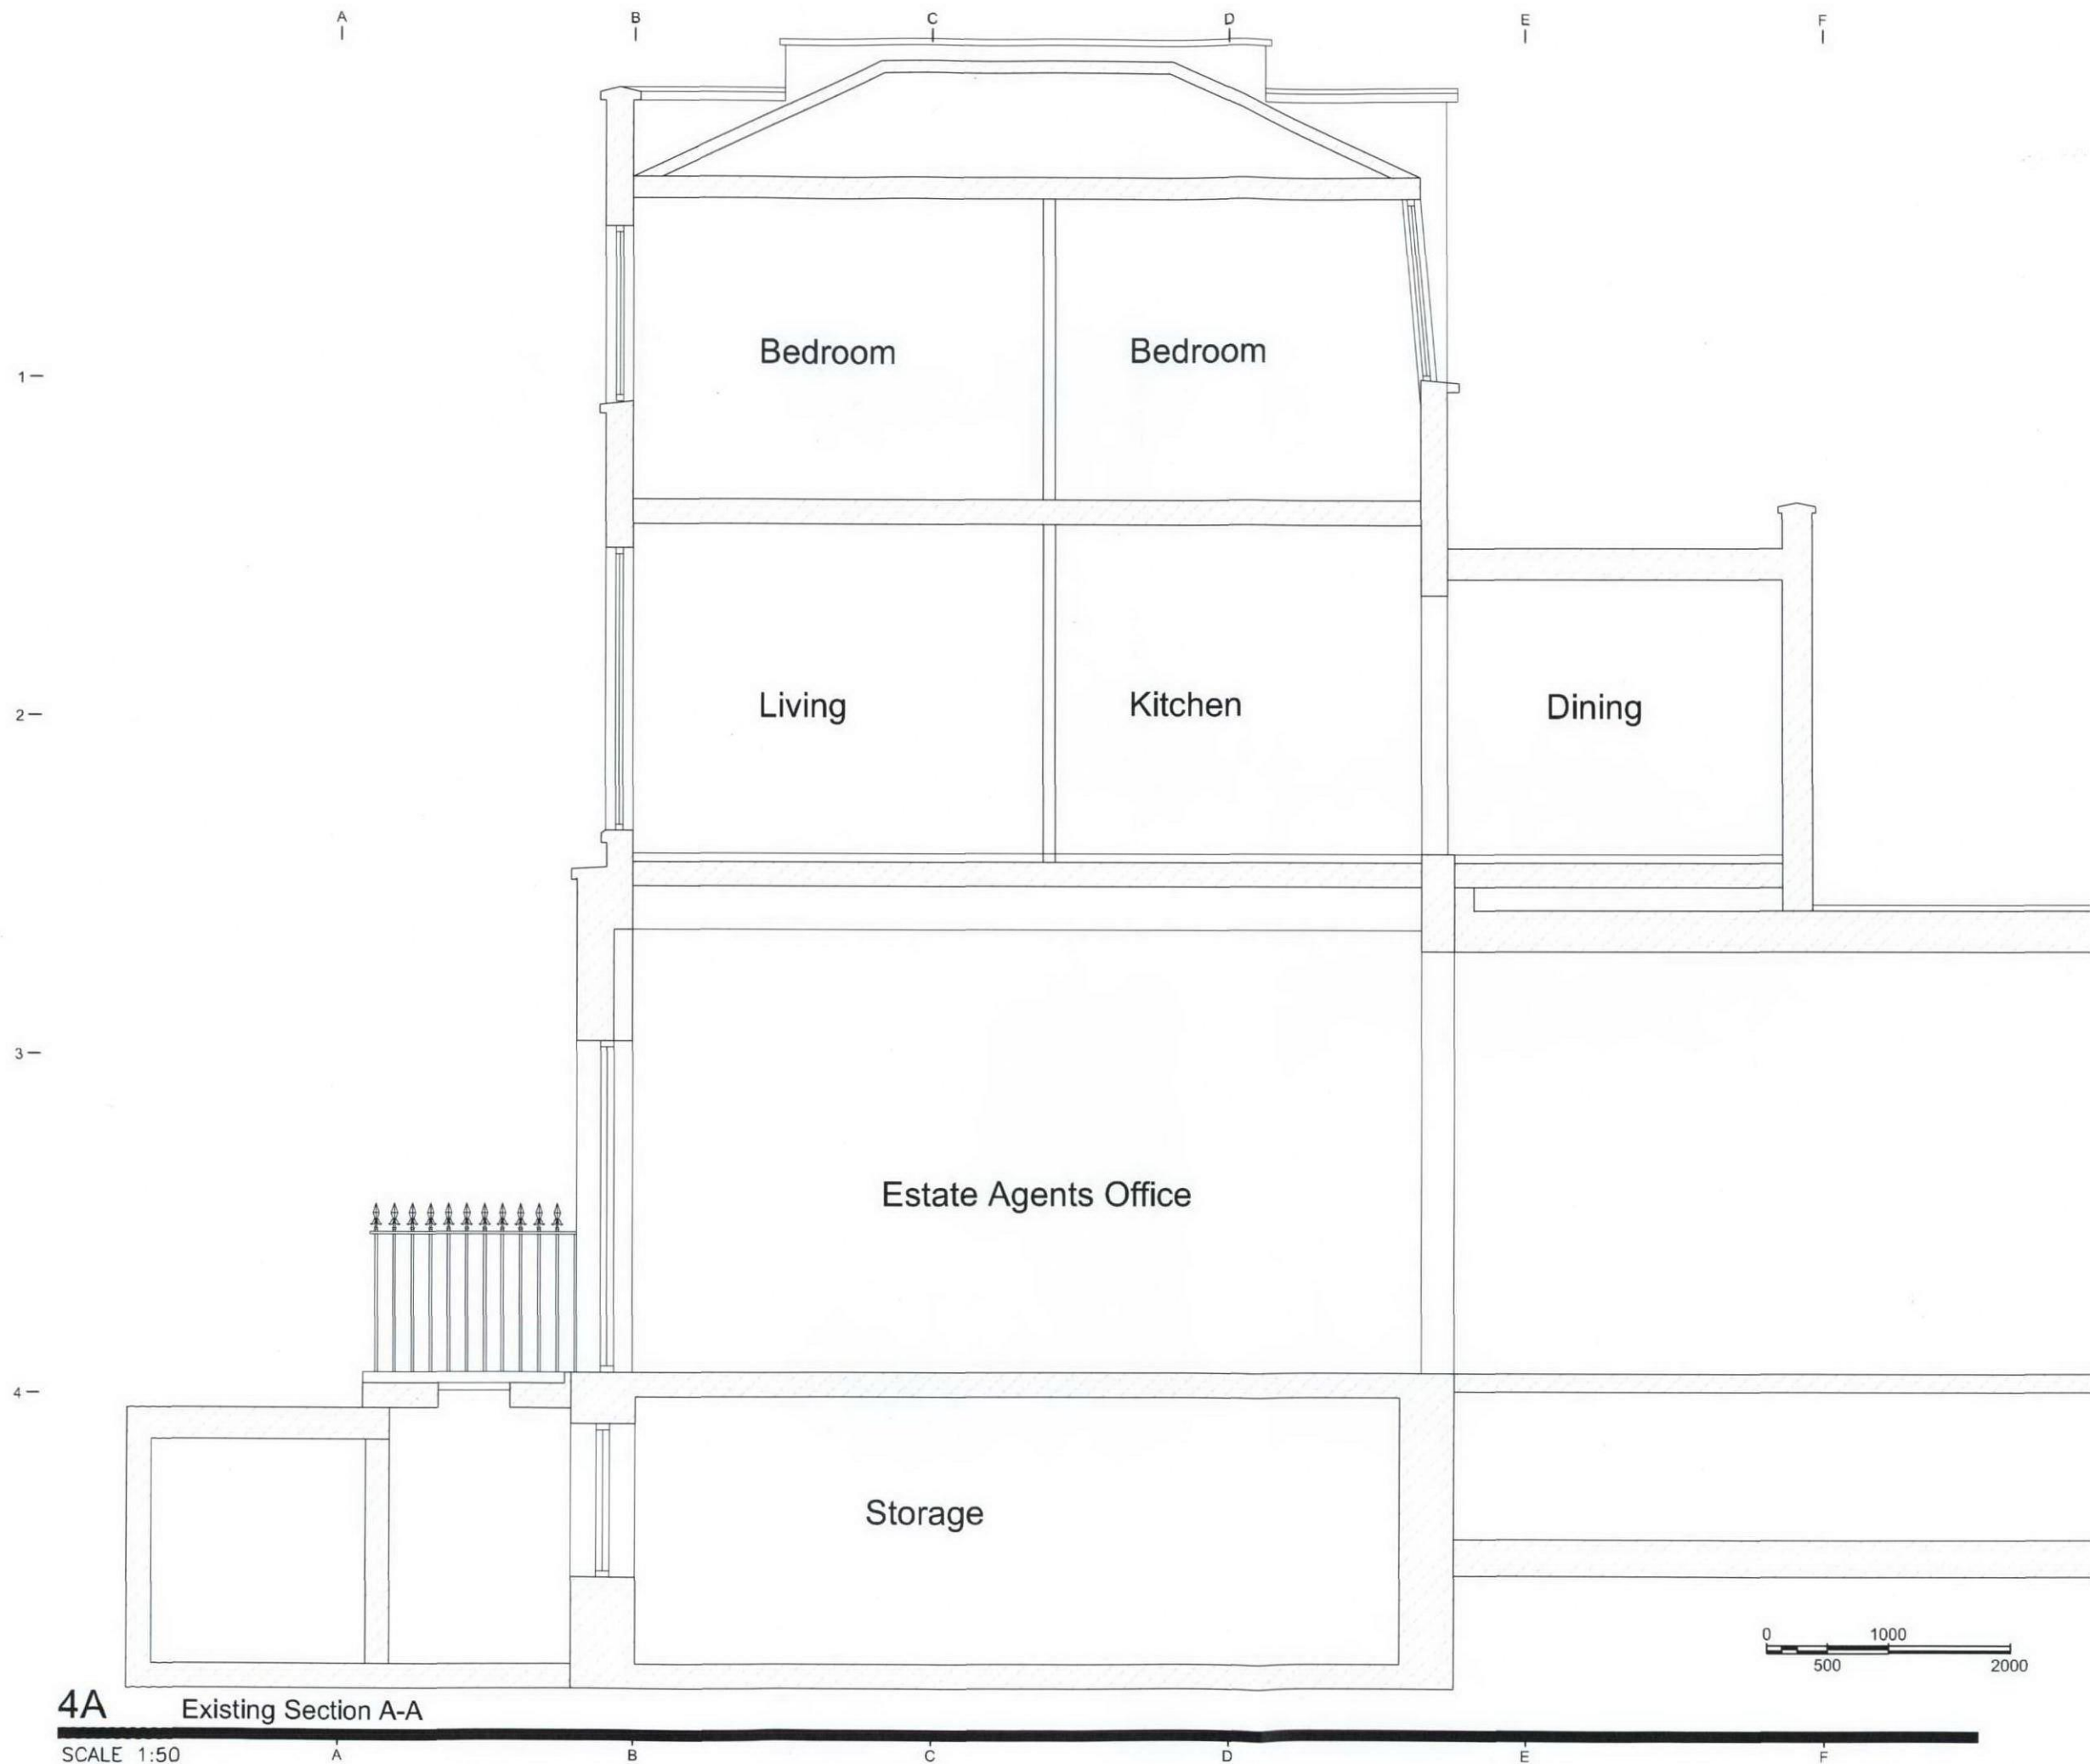 A B C D E F
1
Bedroom Bedroom
2
Living Kitchen Dining
3
Estate Agents Office
4
Storage
0 1000
500 2000
4A Existing Section A-A
SCALE 1:50
A B C D E F